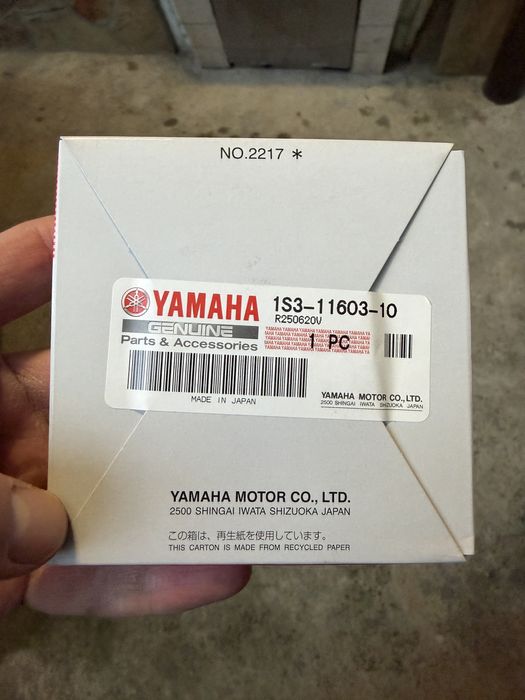 NO.2217 *
YAMAHA
GENUINE
Parts & Accessories
1S3-11603-10
R250620V
1 PC
MADE IN JAPAN
YAMAHA MOTOR CO., LTD.
2500 SHINGAI IWATA SHIZUOKA JAPAN
YAMAHA MOTOR CO., LTD.
2500 SHINGAI IWATA SHIZUOKA JAPAN
この箱は、再生紙を使用しています。
THIS CARTON IS MADE FROM RECYCLED PAPER